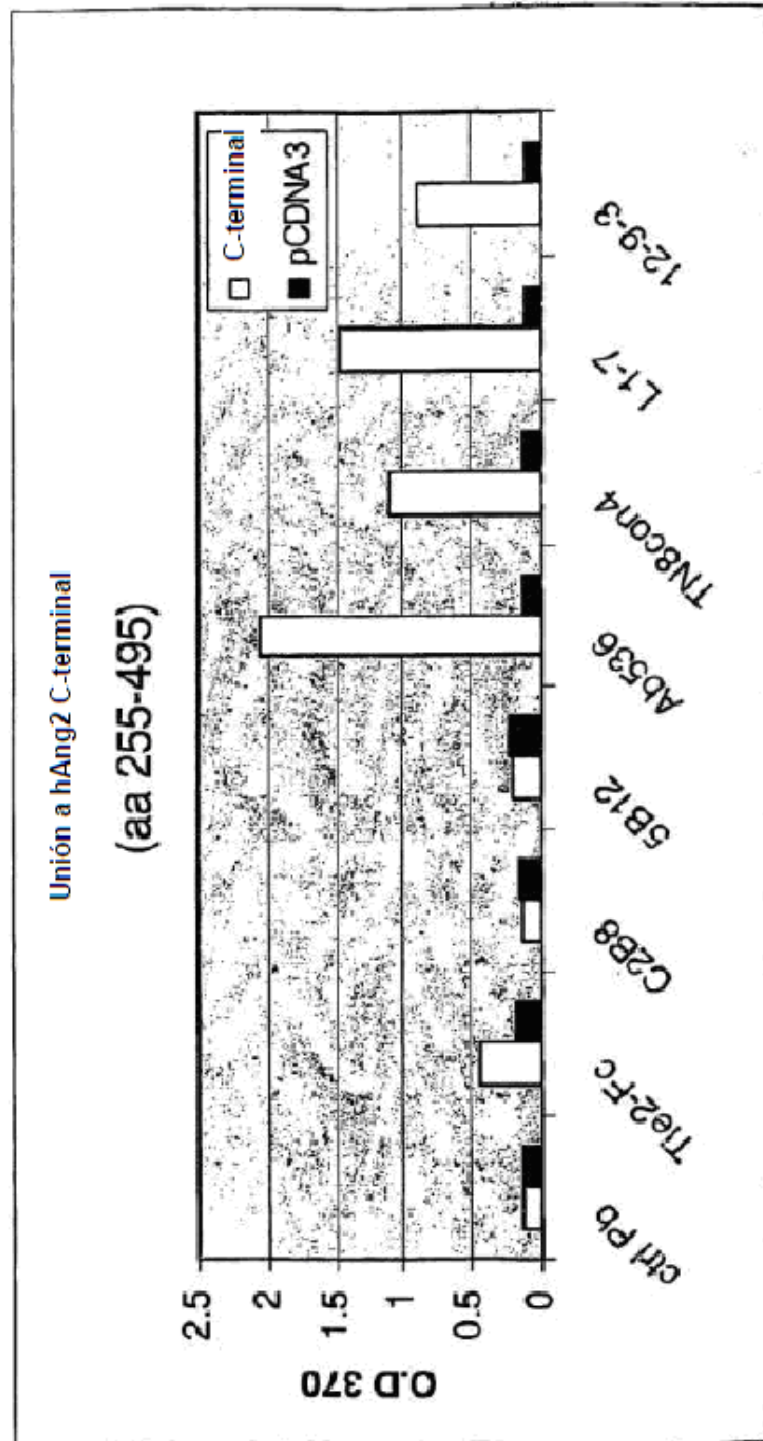 Unión a hAng2 C-terminal
(aa 255-495)
C-terminal
pCDNA3
O.D 370
2.5
2
1.5
1
0.5
0
ctrl Pb
Tie2-Fc
C2B8
5B12
Ab536
TN8con4
L1-7
12-9-3